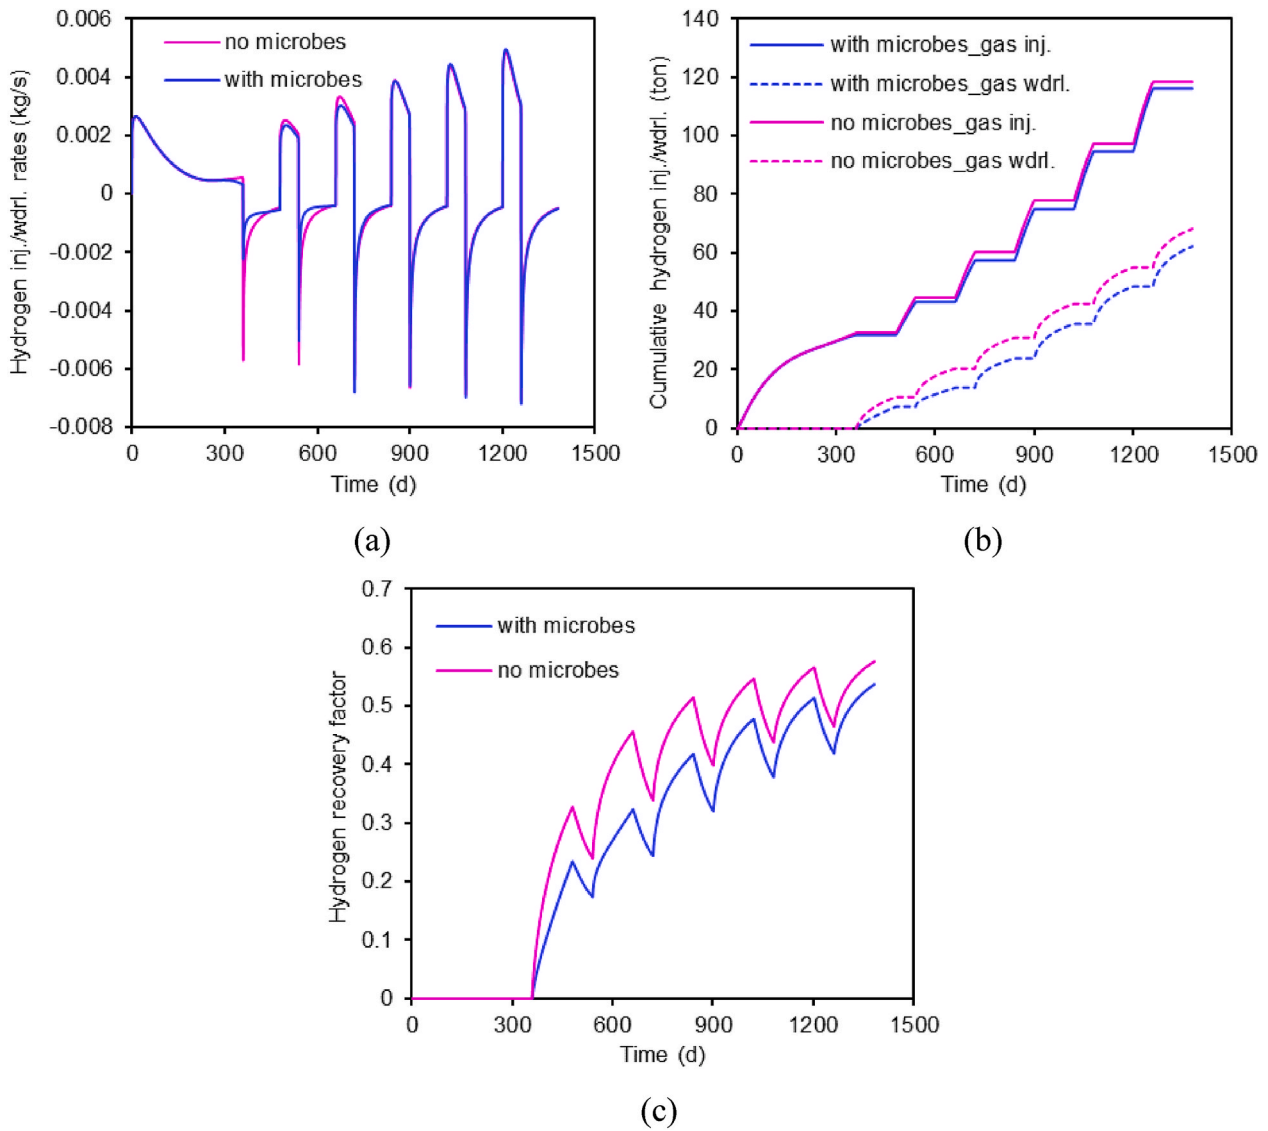 Hydrogen inj./wdrl. rates (kg/s)
0.006
0.004
0.002
0
-0.002
-0.004
-0.006
-0.008
no microbes
with microbes
0
300
600
900
1200
1500
Time (d)
(a)
Cumulative hydrogen inj./wdrl. (ton)
140
120
100
80
60
40
20
0
with microbes_gas inj.
with microbes_gas wdrl.
no microbes_gas inj.
no microbes_gas wdrl.
0
300
600
900
1200
1500
Time (d)
(b)
Hydrogen recovery factor
0.7
0.6
0.5
0.4
0.3
0.2
0.1
0
with microbes
no microbes
0
300
600
900
1200
1500
Time (d)
(c)